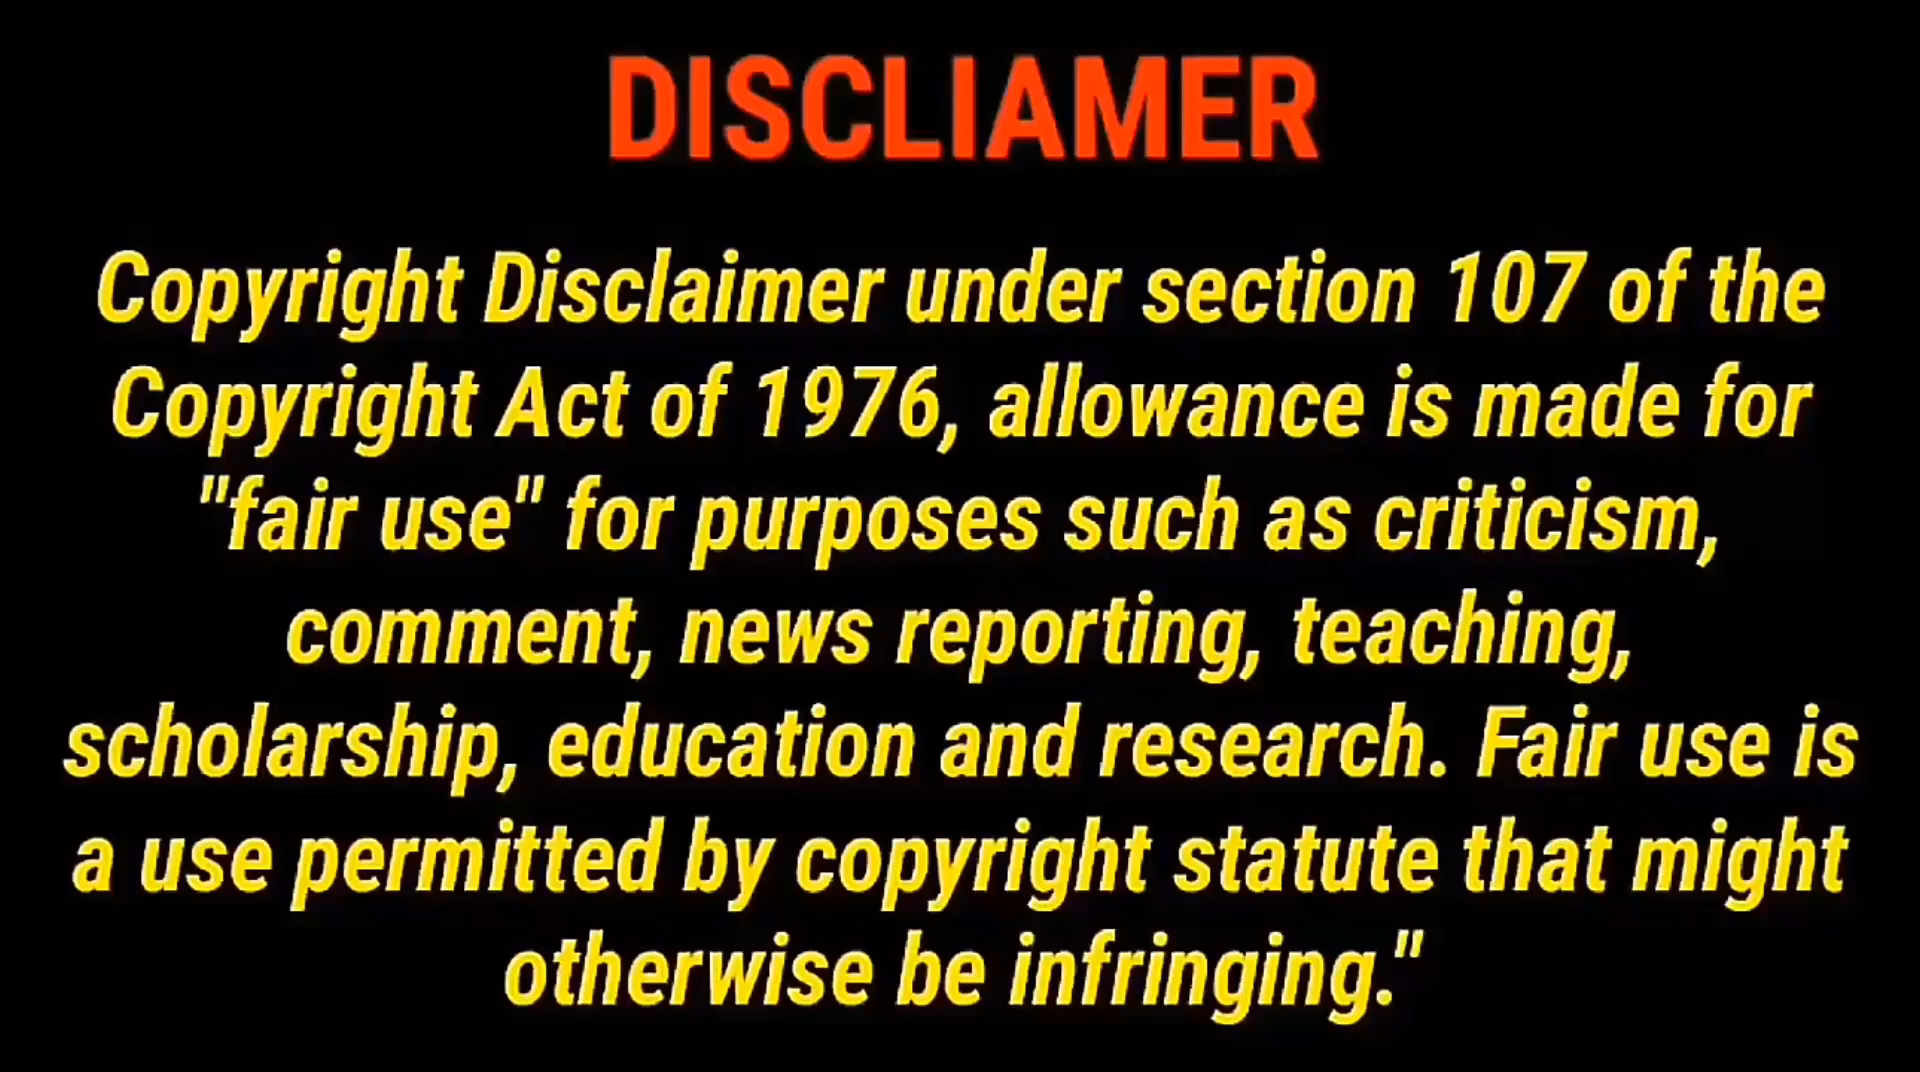 DISCLIAMER
Copyright Disclaimer under section 107 of the
Copyright Act of 1976, allowance is made for
"fair use" for purposes such as criticism,
comment, news reporting, teaching,
scholarship, education and research. Fair use is
a use permitted by copyright statute that might
otherwise be infringing."